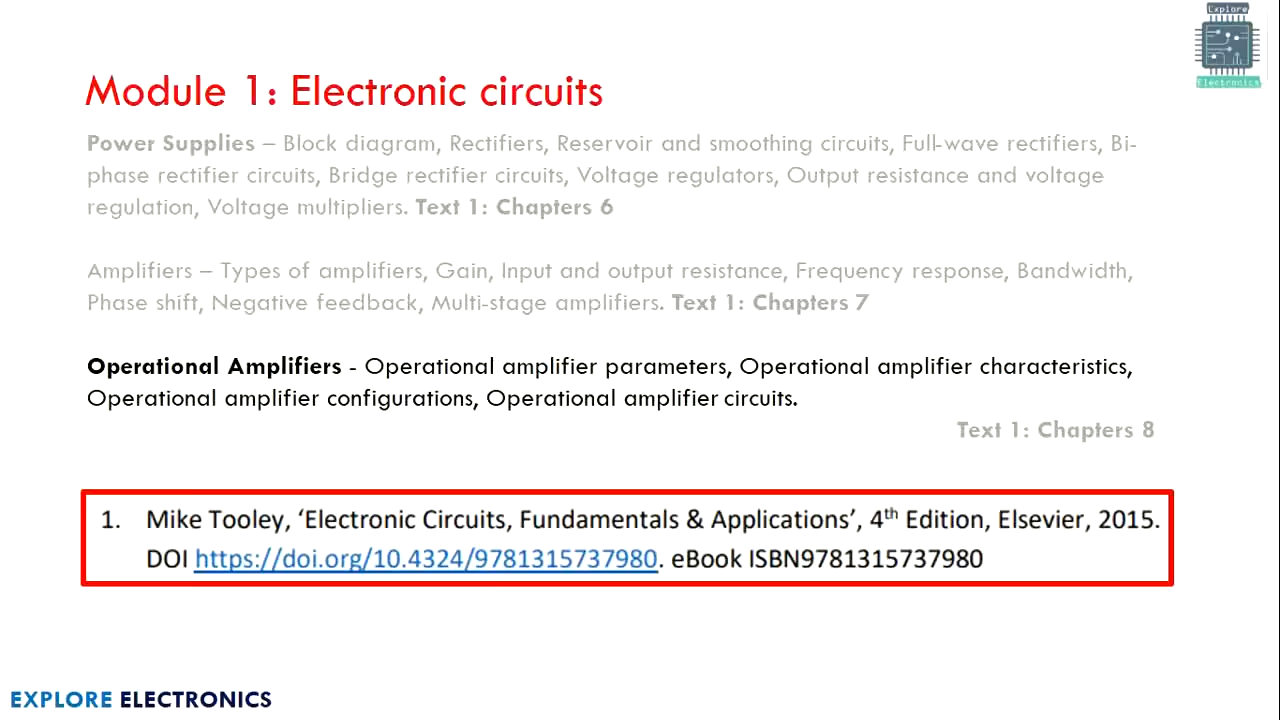 Explore
Electronics
Module 1: Electronic circuits
Power Supplies – Block diagram, Rectifiers, Reservoir and smoothing circuits, Full-wave rectifiers, Bi-
phase rectifier circuits, Bridge rectifier circuits, Voltage regulators, Output resistance and voltage
regulation, Voltage multipliers. Text 1: Chapters 6
Amplifiers – Types of amplifiers, Gain, Input and output resistance, Frequency response, Bandwidth,
Phase shift, Negative feedback, Multi-stage amplifiers. Text 1: Chapters 7
Operational Amplifiers - Operational amplifier parameters, Operational amplifier characteristics,
Operational amplifier configurations, Operational amplifier circuits.
Text 1: Chapters 8
1. Mike Tooley, ‘Electronic Circuits, Fundamentals & Applications’, 4th Edition, Elsevier, 2015.
DOI https://doi.org/10.4324/9781315737980. eBook ISBN9781315737980
EXPLORE ELECTRONICS